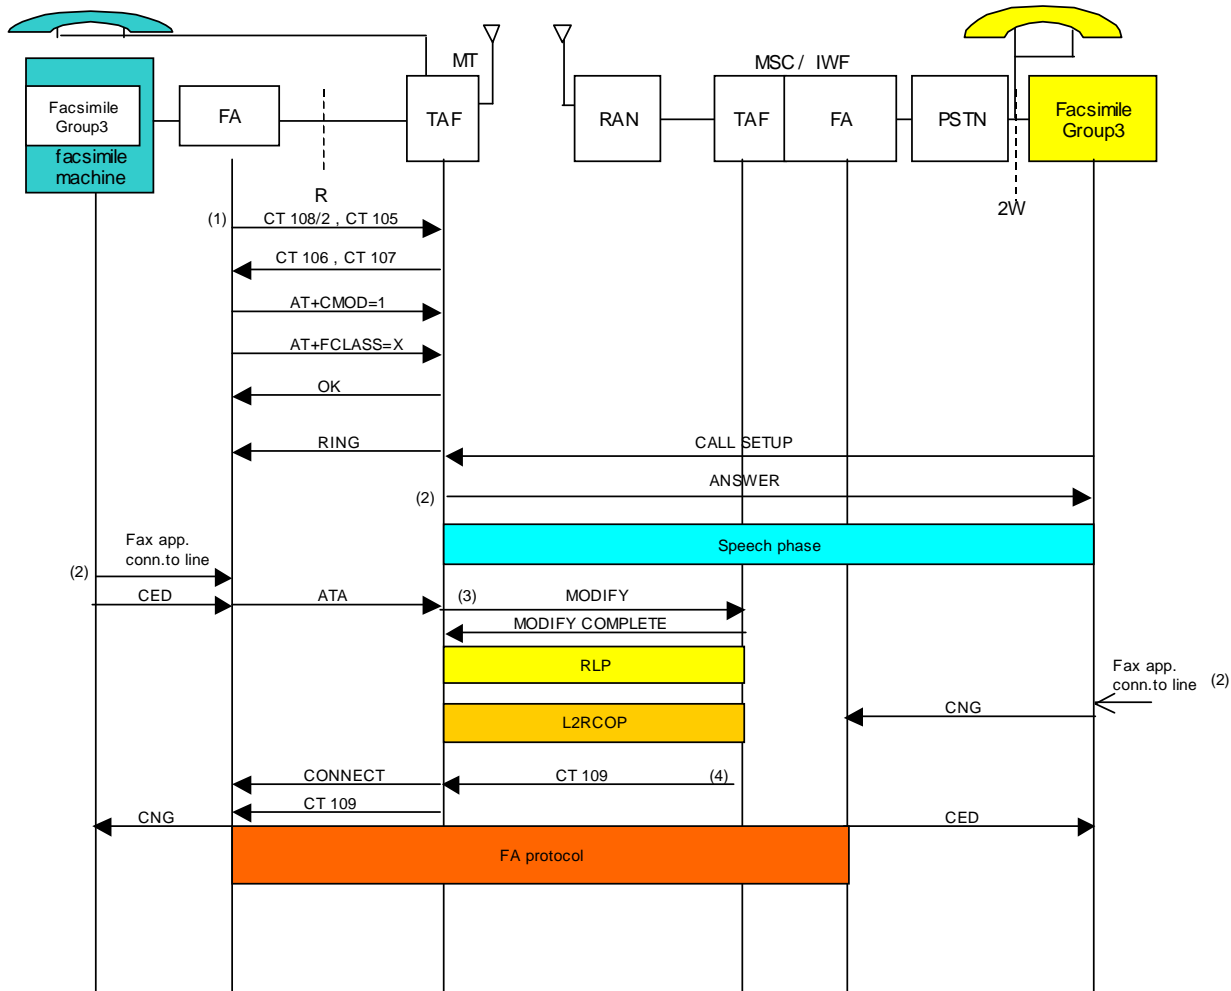 MT
MSC / IWF
Facsimile
Group3
facsimile
machine
FA
TAF
RAN
TAF
FA
PSTN
Facsimile
Group3
R
2W
(1)
CT 108/2 , CT 105
CT 106 , CT 107
AT+CMOD=1
AT+FCLASS=X
OK
RING
CALL SETUP
(2)
ANSWER
Speech phase
Fax app.
conn.to line
(2)
CED
ATA
(3)
MODIFY
MODIFY COMPLETE
RLP
Fax app.
conn.to line
(2)
CNG
L2RCOP
CONNECT
CT 109
(4)
CT 109
CNG
CED
FA protocol